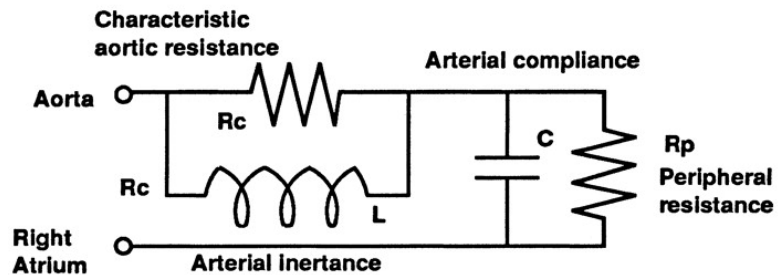 Characteristic
aortic resistance
Arterial compliance
Aorta
Rc
C
Rp
Rc
Peripheral
resistance
L
Right
Atrium
Arterial inertance